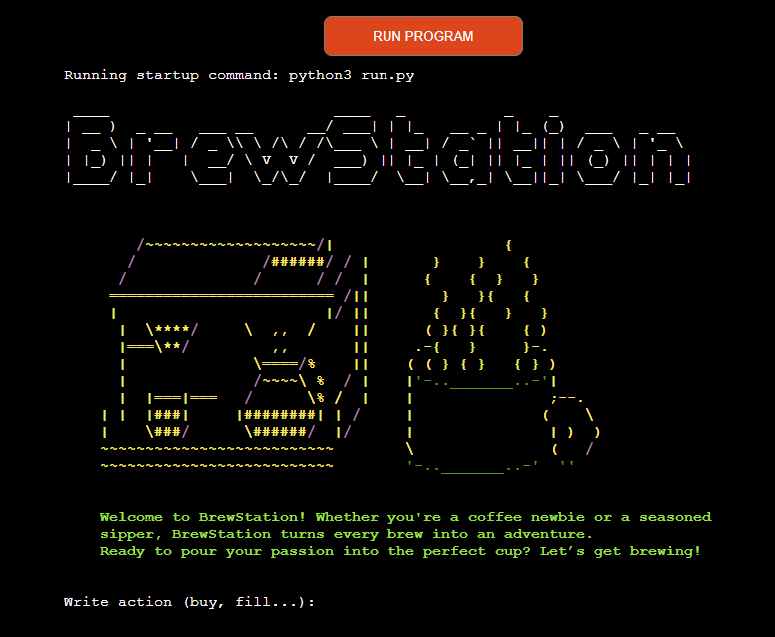 RUN PROGRAM
Running startup command: python3 run.py
BrewStation
Welcome to BrewStation! Whether you're a coffee newbie or a seasoned
sipper, BrewStation turns every brew into an adventure.
Ready to pour your passion into the perfect cup? Let’s get brewing!
Write action (buy, fill...):